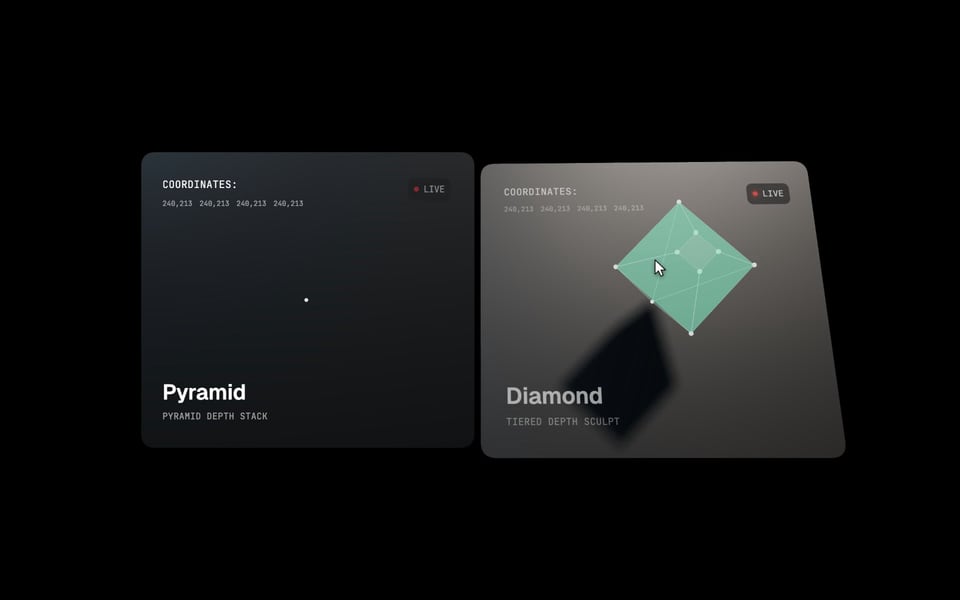 COORDINATES:
240,213 240,213 240,213 240,213
LIVE
Pyramid
PYRAMID DEPTH STACK
COORDINATES:
240,213 240,213 240,213 240,213
LIVE
Diamond
TIERED DEPTH SCULPT